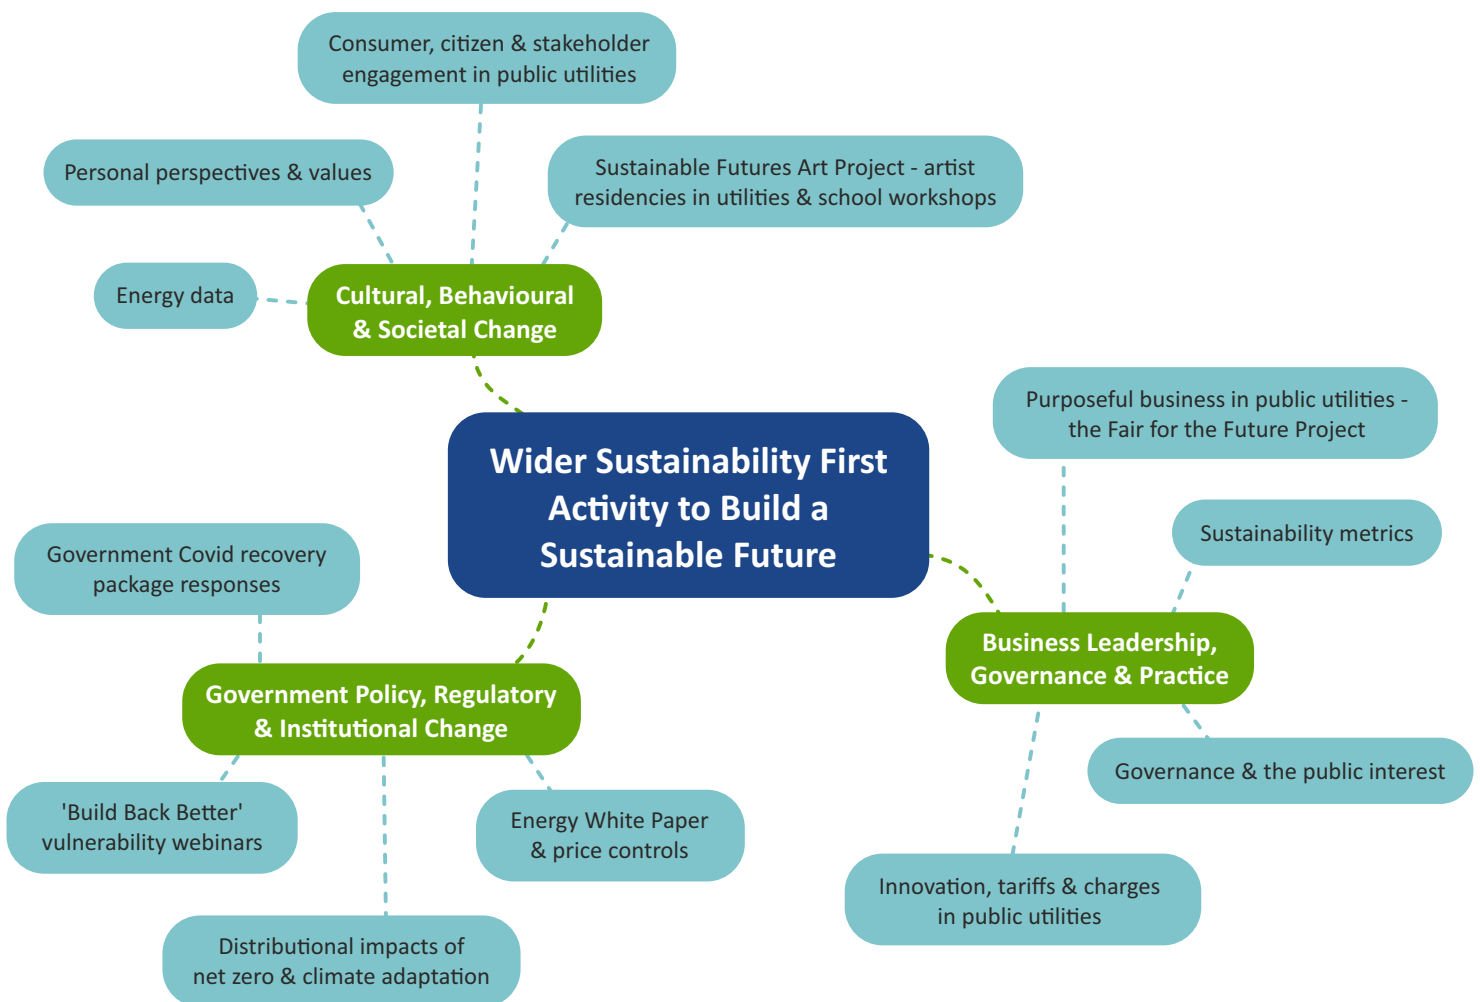 Consumer, citizen & stakeholder
engagement in public utilities
Personal perspectives & values
Sustainable Futures Art Project - artist
residencies in utilities & school workshops
Energy data
Cultural, Behavioural
& Societal Change
Purposeful business in public utilities -
the Fair for the Future Project
Wider Sustainability First
Activity to Build a
Sustainable Future
Sustainability metrics
Government Covid recovery
package responses
Business Leadership,
Governance & Practice
Government Policy, Regulatory
& Institutional Change
Governance & the public interest
'Build Back Better'
vulnerability webinars
Energy White Paper
& price controls
Innovation, tariffs & charges
in public utilities
Distributional impacts of
net zero & climate adaptation